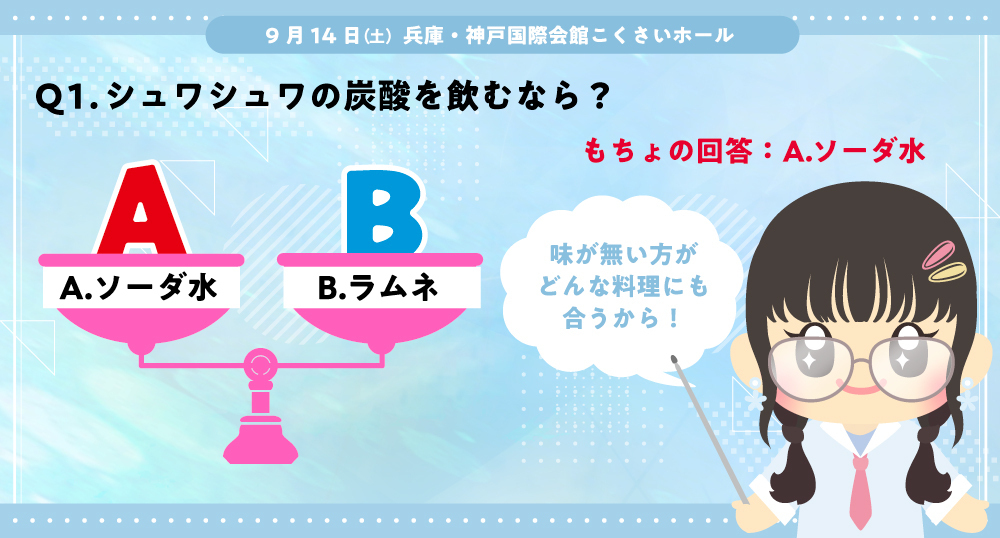 9月14日(土) 兵庫・神戸国際会館こくさいホール
Q1.シュワシュワの炭酸を飲むなら？
もちょの回答：A.ソーダ水
A
B
A.ソーダ水
B.ラムネ
味が無い方が
どんな料理にも
合うから！